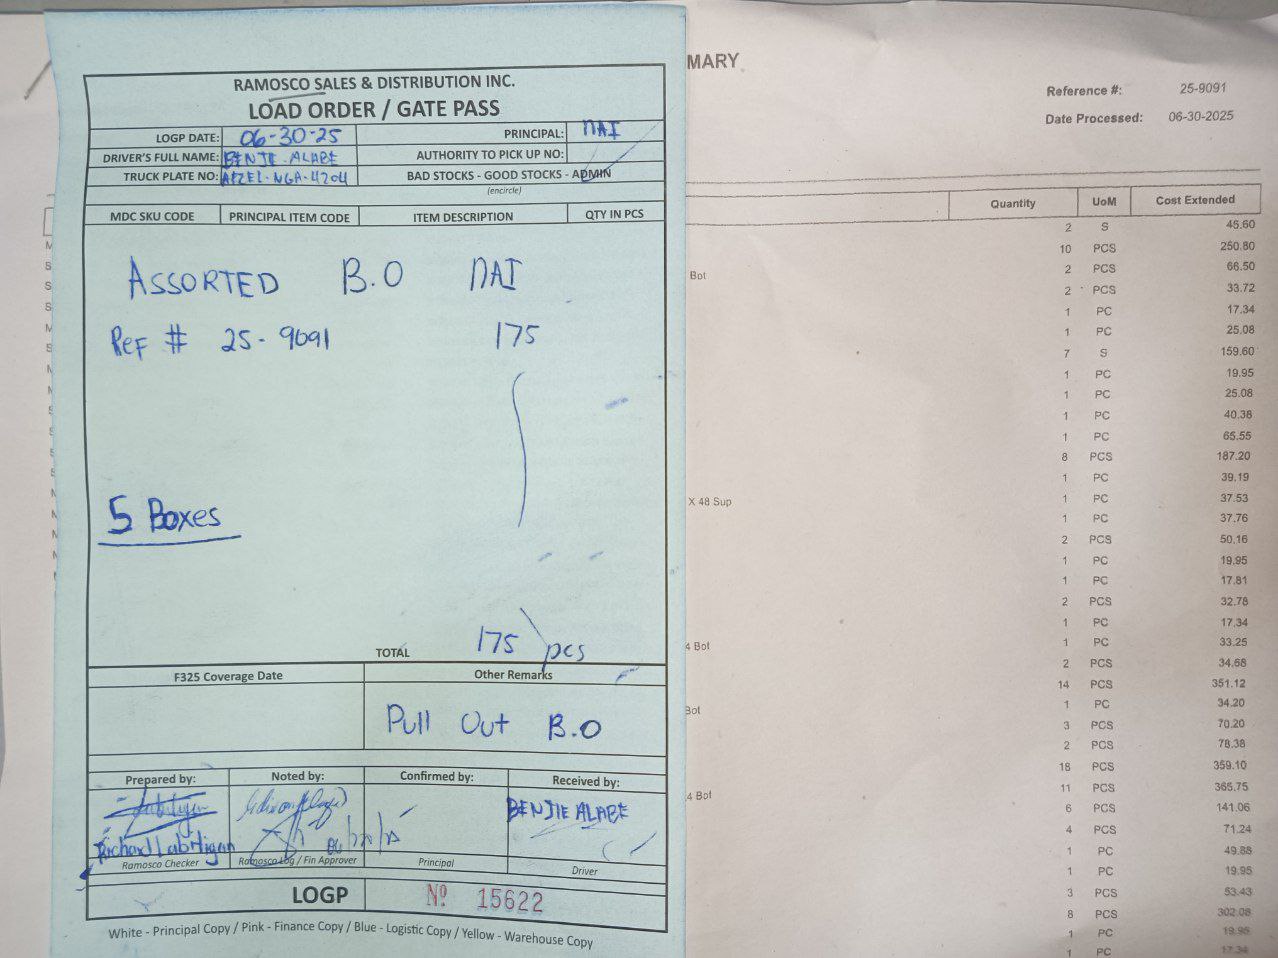 RAMOSCO SALES & DISTRIBUTION INC.
LOAD ORDER / GATE PASS
LOGP DATE: 06-30-25 PRINCIPAL: NAI
DRIVER'S FULL NAME: BENJIE ALABE AUTHORITY TO PICK UP NO:
TRUCK PLATE NO: NGA-4204 BAD STOCKS - GOOD STOCKS - ADMIN
(encircle)
MDC SKU CODE PRINCIPAL ITEM CODE ITEM DESCRIPTION QTY IN PCS
ASSORTED B.O NAI
Ref # 25-9091 175
5 Boxes
TOTAL 175 pcs
F325 Coverage Date Other Remarks
Pull Out B.O
Prepared by: Noted by: Confirmed by: Received by:
BENJIE ALABE
Richard Labitigan
Ramosco Checker Ramosco Log / Fin Approver Principal Driver
LOGP Nº 15622
White - Principal Copy / Pink - Finance Copy / Blue - Logistic Copy / Yellow - Warehouse Copy
MARY
Reference #: 25-9091
Date Processed: 06-30-2025
Quantity UoM Cost Extended
2 S 45.60
10 PCS 250.80
Bot 2 PCS 66.50
2 PCS 33.72
1 PC 17.34
1 PC 25.08
7 S 159.60
1 PC 19.95
1 PC 25.08
1 PC 40.38
1 PC 65.55
8 PCS 187.20
1 PC 39.19
X 48 Sup 1 PC 37.53
1 PC 37.76
2 PCS 50.16
1 PC 19.95
1 PC 17.81
2 PCS 32.78
1 PC 17.34
4 Bot 1 PC 33.25
2 PCS 34.68
14 PCS 351.12
Bot 1 PC 34.20
3 PCS 70.20
2 PCS 78.38
18 PCS 359.10
4 Bot 11 PCS 365.75
6 PCS 141.06
4 PCS 71.24
1 PC 49.88
1 PC 19.95
3 PCS 53.43
8 PCS 302.08
1 PC 19.95
1 PC 17.34